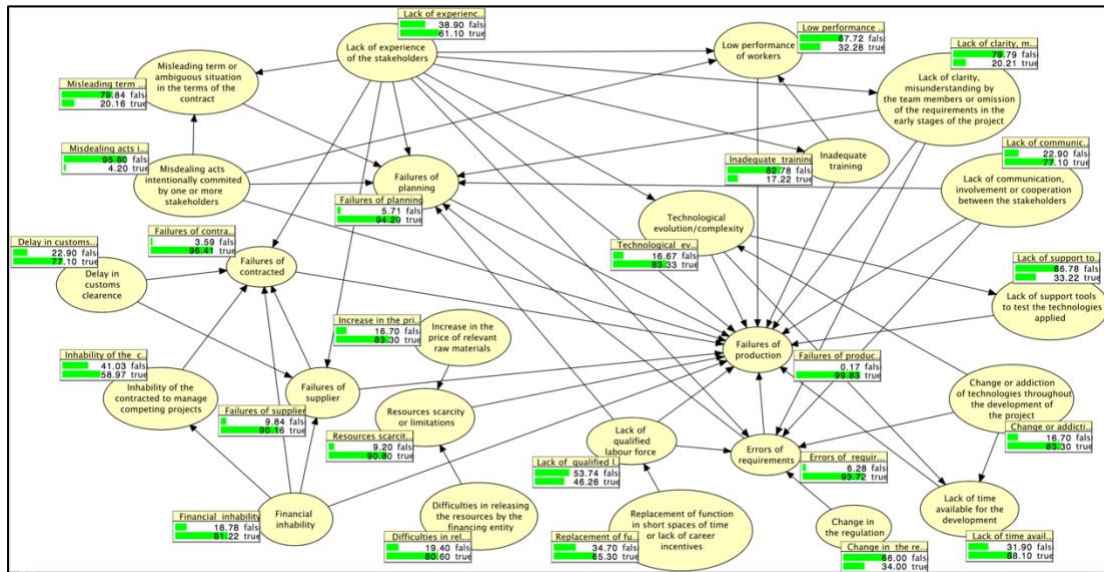 Lack of experienc...
38.90 fals
61.10 true
Lack of experience
of the stakeholders
Low performance ...
67.72 fals
32.28 true
Low performance
of workers
Lack of clarity, m...
79.79 fals
20.21 true
Lack of clarity,
misunderstanding by
the team members or omission
of the requirements in the
early stages of the project
Misleading term or
ambiguous situation
in the terms of the
contract
Misleading term ...
79.84 fals
20.16 true
Misdealing acts i...
95.80 fals
4.20 true
Misdealing acts
intentionally commited
by one or more
stakeholders
Failures of
planning
Failures of planning
5.71 fals
94.29 true
Inadequate training
82.78 fals
17.22 true
Inadequate
training
Lack of communic...
22.90 fals
77.10 true
Lack of communication,
involvement or cooperation
between the stakeholders
Technological
evolution/complexity
Technological ev...
16.67 fals
83.33 true
Delay in customs...
22.90 fals
77.10 true
Delay in
customs
clearence
Failures of contra...
3.59 fals
96.41 true
Failures of
contracted
Lack of support to...
66.78 fals
33.22 true
Lack of support tools
to test the technologies
applied
Increase in the pri...
16.70 fals
83.30 true
Increase in the
price of relevant
raw materials
Failures of
production
Failures of produc...
0.17 fals
99.83 true
Inhability of the c...
41.03 fals
58.97 true
Inhability of the
contracted to manage
competing projects
Failures of
supplier
Failures of supplier
9.84 fals
90.16 true
Resources scarcity
or limitations
Resources scarcit...
9.20 fals
90.80 true
Change or addiction
of technologies throughout
the development of
the project
Change or addicti...
16.70 fals
83.30 true
Lack of
qualified
labour force
Lack of qualified l...
53.74 fals
46.26 true
Errors of
requirements
Errors of requir...
6.28 fals
93.72 true
Financial inhability
18.78 fals
81.22 true
Financial
inhability
Difficulties in releasing
the resources by the
financing entity
Difficulties in rel...
19.40 fals
80.60 true
Replacement of function
in short spaces of time
or lack of career
incentives
Replacement of fu...
34.70 fals
65.30 true
Change in
the regulation
Change in the re...
66.00 fals
34.00 true
Lack of time
available for the
development
Lack of time avail...
31.90 fals
68.10 true